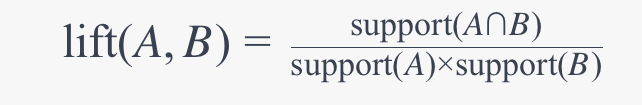 lift(A, B) = support(A∩B)
support(A)×support(B)